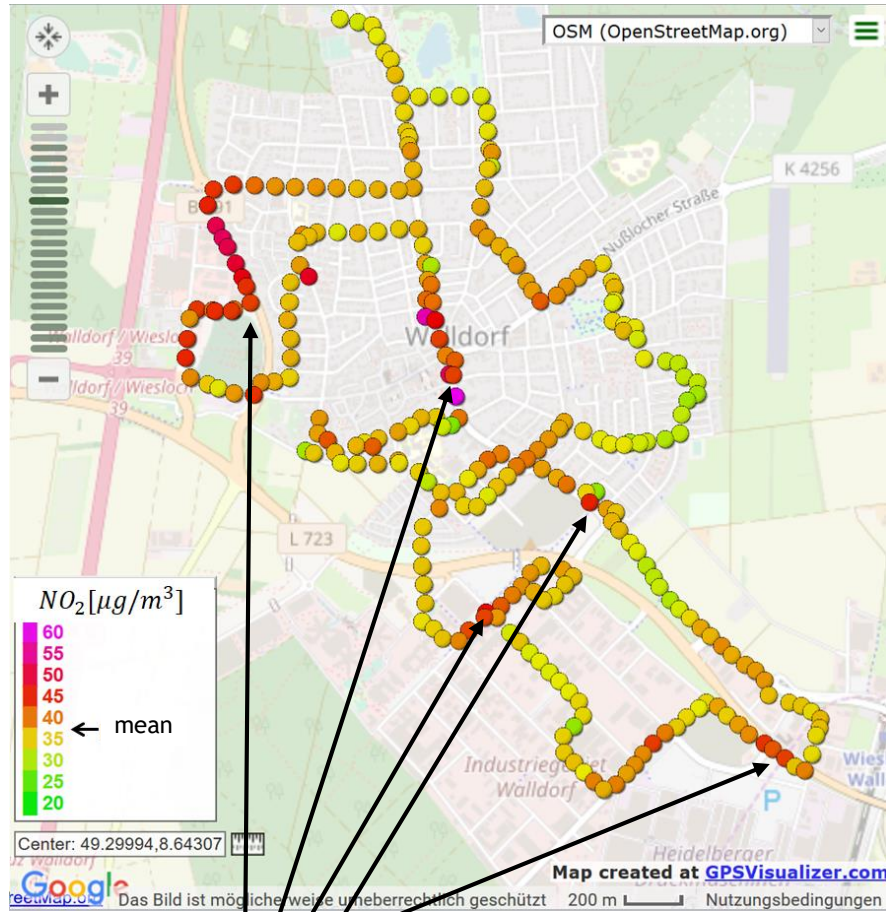 OSM (OpenStreetMap.org)
K 4256
Nußlocher Straße
Walldorf
Walldorf / Wiesloch
39
Walldorf / Wiesloch
39
L 723
NO₂[μg/m³]
60
55
50
45
40
35
30
25
20
mean
Industriegebiet
Walldorf
Wies
Wall
P
Center: 49.29994,8.64307
Heidelberger
Map created at GPSVisualizer.com
Google
Das Bild ist möglicherweise urheberrechtlich geschützt
200 m
Nutzungsbedingungen